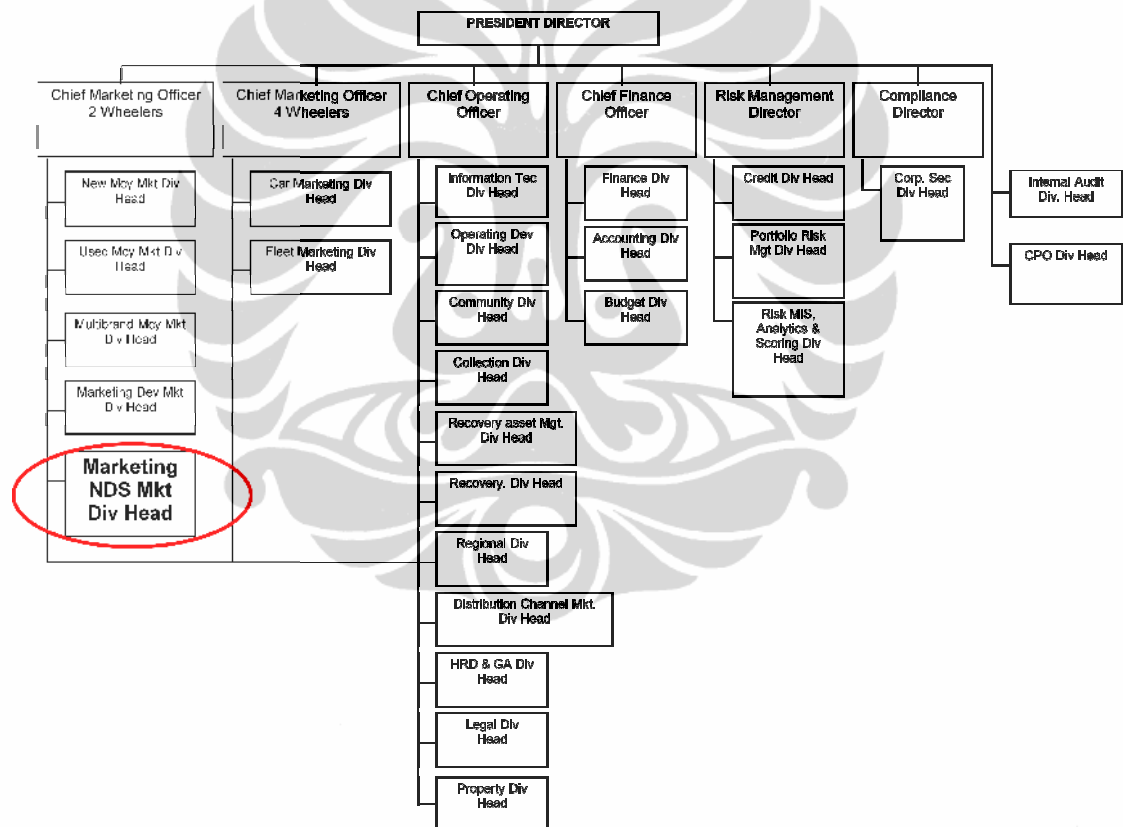 PRESIDENT DIRECTOR
Chief Marketing Officer
2 Wheelers
Chief Marketing Officer
4 Wheelers
Chief Operating
Officer
Chief Finance
Officer
Risk Management
Director
Compliance
Director
New Mcy Mkt Div
Head
Used Mcy Mkt Div
Head
Multibrand Mcy Mkt
Div Head
Marketing Dev Mkt
Div Head
Marketing
NDS Mkt
Div Head
Car Marketing Div
Head
Fleet Marketing Div
Head
Information Tec
Div Head
Operating Dev
Div Head
Community Div
Head
Collection Div
Head
Recovery asset Mgt.
Div Head
Recovery. Div Head
Regional Div
Head
Distribution Channel Mkt.
Div Head
HRD & GA Div
Head
Legal Div
Head
Property Div
Head
Finance Div
Head
Accounting Div
Head
Budget Div
Head
Credit Div Head
Portfolio Risk
Mgt Div Head
Risk MIS,
Analytics &
Scoring Div
Head
Corp. Sec
Div Head
Internal Audit
Div. Head
CPO Div Head